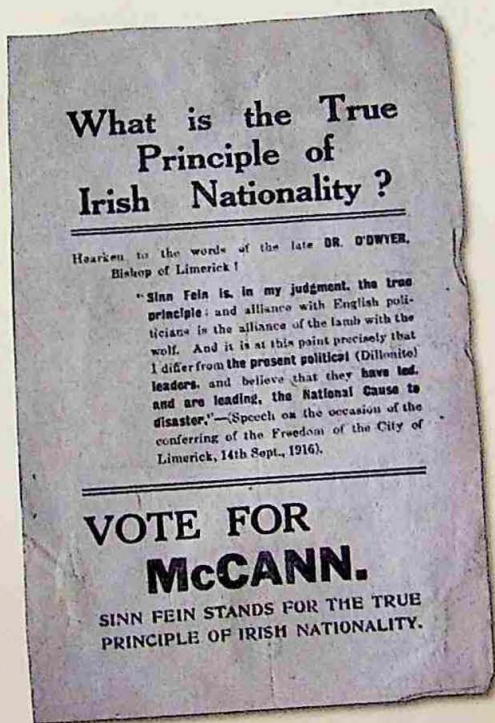 What is the True
Principle of
Irish Nationality ?
Hearken to the words of the late DR. O'DWYER,
Bishop of Limerick !
"Sinn Fein is, in my judgment, the true
principle ; and alliance with English poli-
ticians is the alliance of the lamb with the
wolf. And it is at this point precisely that
I differ from the present political (Dillonite)
leaders, and believe that they have led,
and are leading, the National Cause to
disaster."—(Speech on the occasion of the
conferring of the Freedom of the City of
Limerick, 14th Sept., 1916).
VOTE FOR
McCANN.
SINN FEIN STANDS FOR THE TRUE
PRINCIPLE OF IRISH NATIONALITY.